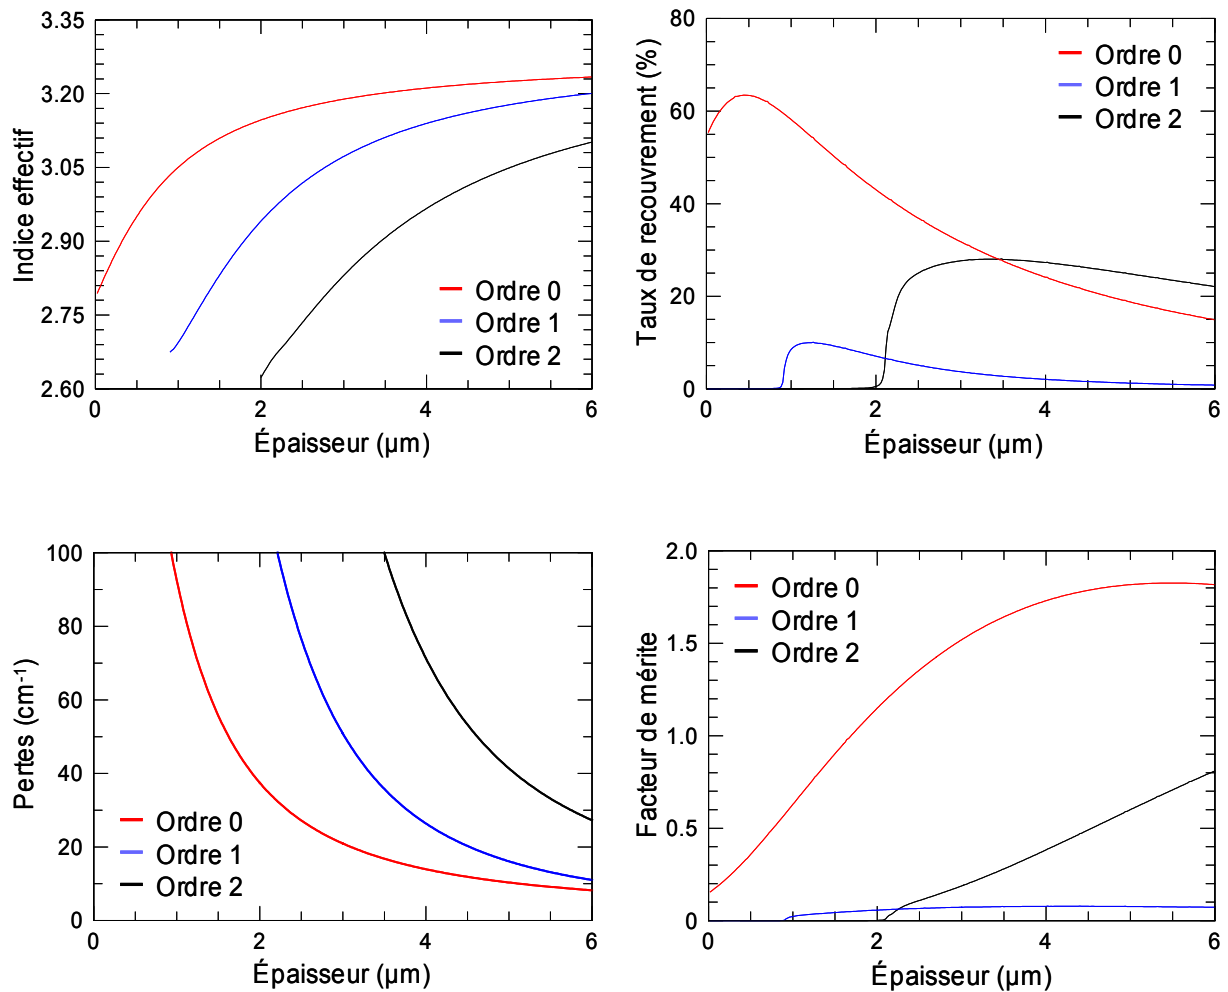 3.35
3.20
3.05
2.90
2.75
2.60
Indice effectif
Ordre 0
Ordre 1
Ordre 2
0
2
4
6
Épaisseur (µm)
80
60
40
20
0
Taux de recouvrement (%)
Ordre 0
Ordre 1
Ordre 2
0
2
4
6
Épaisseur (µm)
100
80
60
40
20
0
Pertes (cm⁻¹)
Ordre 0
Ordre 1
Ordre 2
0
2
4
6
Épaisseur (µm)
2.0
1.5
1.0
0.5
0
Facteur de mérite
Ordre 0
Ordre 1
Ordre 2
0
2
4
6
Épaisseur (µm)